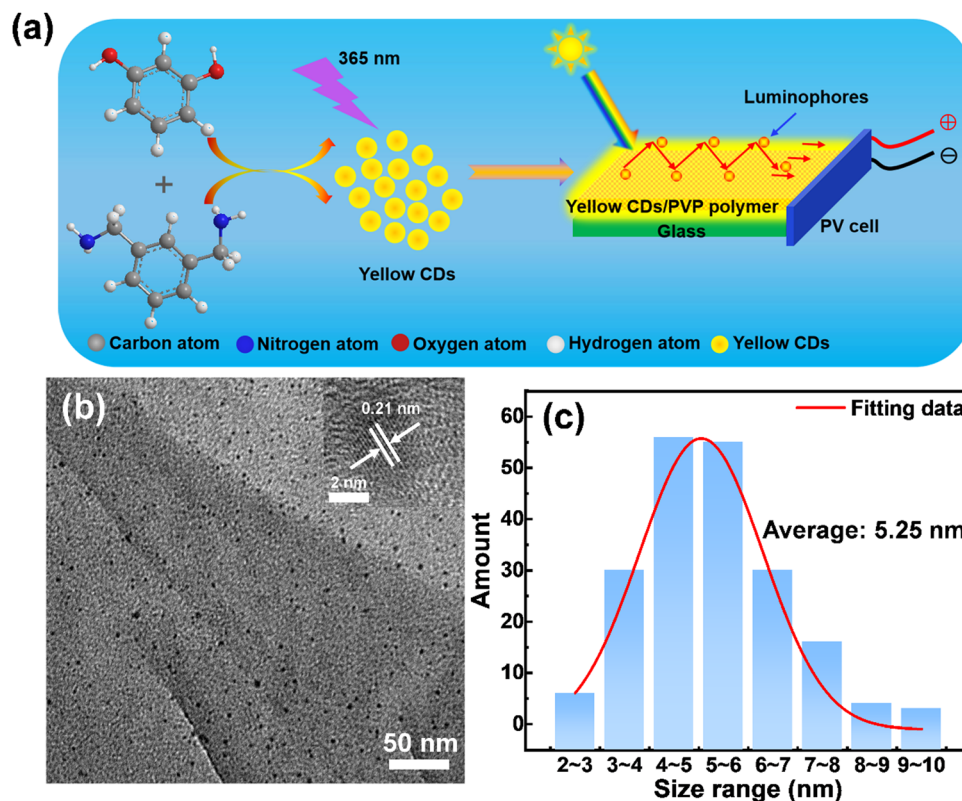 (a)
365 nm
Luminophores
⊕
⊖
+
Yellow CDs/PVP polymer
Glass
PV cell
Yellow CDs
Carbon atom
Nitrogen atom
Oxygen atom
Hydrogen atom
Yellow CDs
(b)
0.21 nm
2 nm
50 nm
(c)
Fitting data
Average: 5.25 nm
Amount
60
50
40
30
20
10
0
2~3
3~4
4~5
5~6
6~7
7~8
8~9
9~10
Size range (nm)